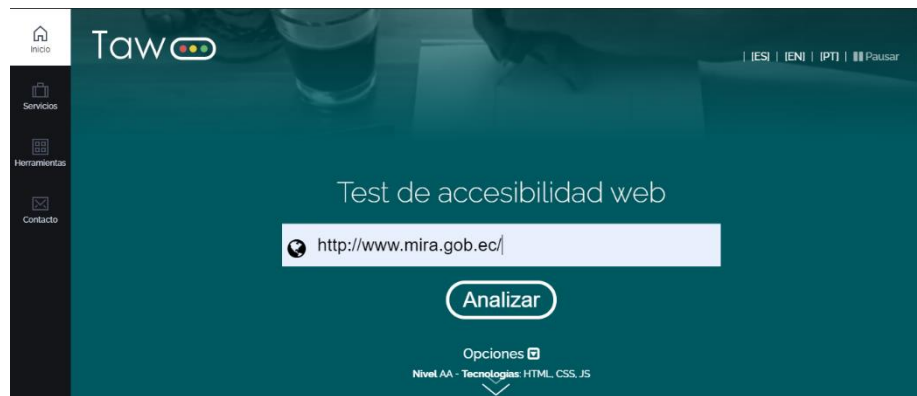 Inicio
Servicios
Herramientas
Contacto
Taw
| [ES] | [EN] | [PT] | Pausar
Test de accesibilidad web
http://www.mira.gob.ec/
Analizar
Opciones
Nivel AA - Tecnologías: HTML, CSS, JS